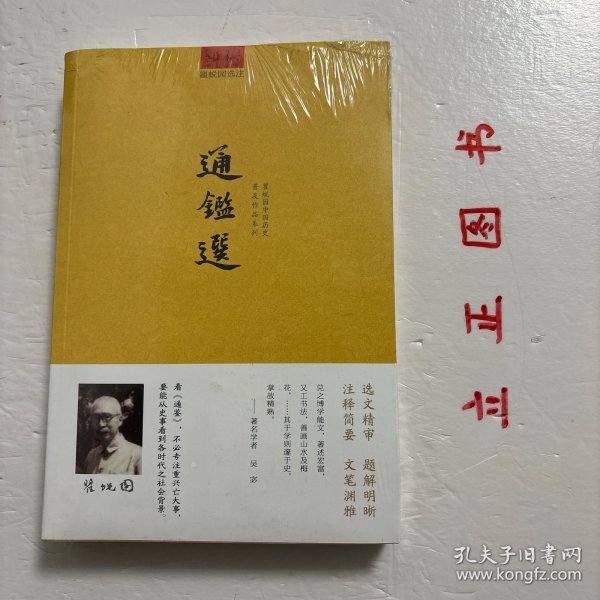 瞿蜕园选注
通鑑選
瞿蜕园中国历史
普及作品系列
选文精审　题解明晰
注释简要　文笔渊雅
兑之博学能文，著述宏富，
又工书法，善画山水及梅
花。……其于学则邃于史，
掌故精熟。
——著名学者　吴宓
看《通鉴》，不必专注重兴亡大事，
要能从史事看到各时代之社会背景。
瞿蜕园
立正图书
孔夫子旧书网
www.kongfz.com